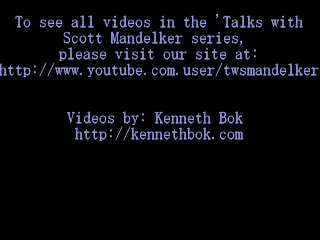 To see all videos in the 'Talks with
Scott Mandelker series,
please visit our site at:
http://www.youtube.com.user/twsmandelker
Videos by: Kenneth Bok
http://kennethbok.com